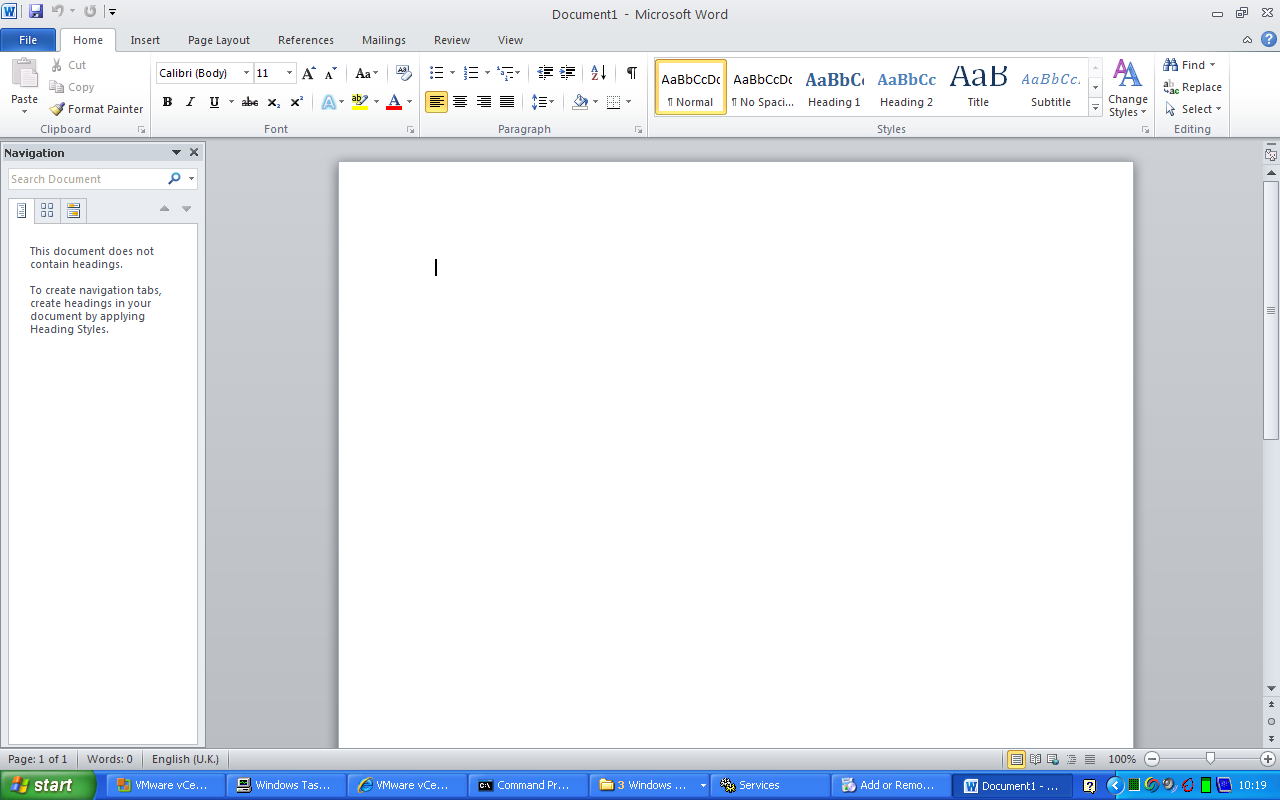 Document1 - Microsoft Word
File Home Insert Page Layout References Mailings Review View
Paste
Cut
Copy
Format Painter
Clipboard
Calibri (Body) 11
Font
Paragraph
AaBbCcDc AaBbCcDc AaBbC AaBbCc AaB AaBbCc.
¶ Normal ¶ No Spaci... Heading 1 Heading 2 Title Subtitle
Change
Styles
Styles
Find
Replace
Select
Editing
Navigation
Search Document
This document does not
contain headings.
To create navigation tabs,
create headings in your
document by applying
Heading Styles.
Page: 1 of 1 Words: 0 English (U.K.) 100%
start VMware vCe... Windows Tas... VMware vCe... Command Pr... 3 Windows ... Services Add or Remo... Document1 - ... 10:19